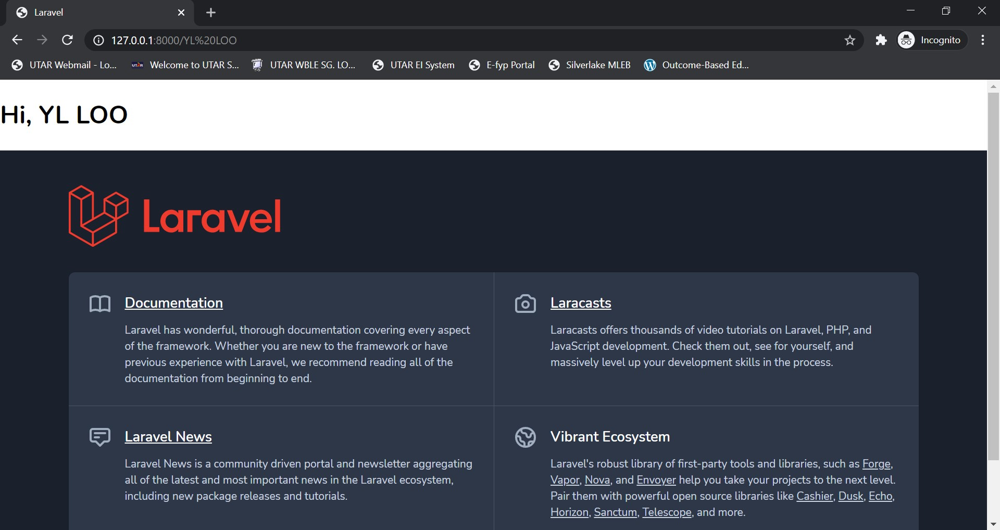 Laravel
127.0.0.1:8000/YL%20LOO
Incognito
UTAR Webmail - Lo...
UTAR
Welcome to UTAR S...
UTAR WBLE SG. LO...
UTAR EI System
E-fyp Portal
Silverlake MLEB
Outcome-Based Ed...
Hi, YL LOO
Laravel
Documentation
Laravel has wonderful, thorough documentation covering every aspect
of the framework. Whether you are new to the framework or have
previous experience with Laravel, we recommend reading all of the
documentation from beginning to end.
Laracasts
Laracasts offers thousands of video tutorials on Laravel, PHP, and
JavaScript development. Check them out, see for yourself, and
massively level up your development skills in the process.
Laravel News
Laravel News is a community driven portal and newsletter aggregating
all of the latest and most important news in the Laravel ecosystem,
including new package releases and tutorials.
Vibrant Ecosystem
Laravel's robust library of first-party tools and libraries, such as Forge,
Vapor, Nova, and Envoyer help you take your projects to the next level.
Pair them with powerful open source libraries like Cashier, Dusk, Echo,
Horizon, Sanctum, Telescope, and more.